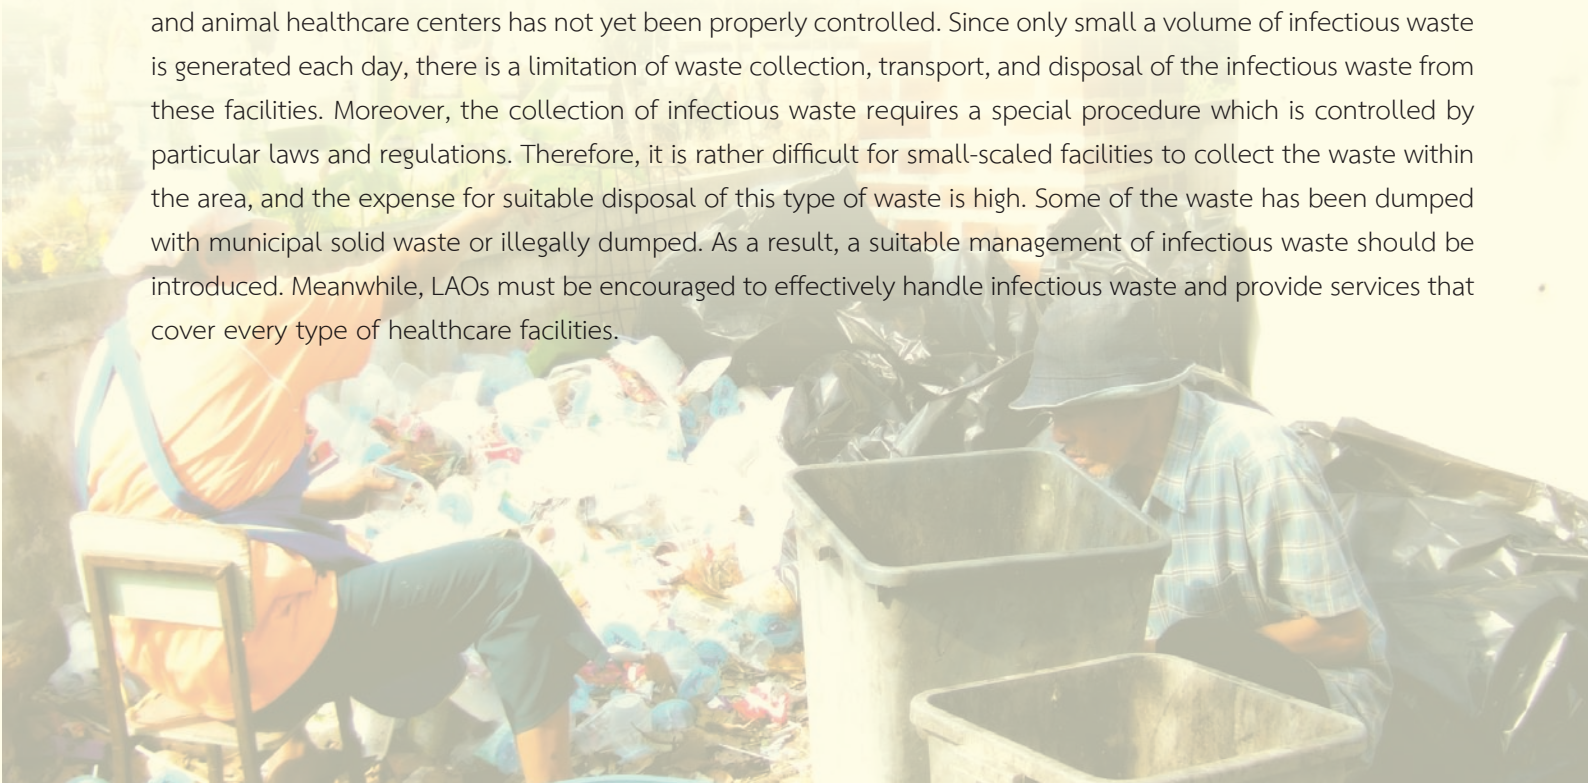 and animal healthcare centers has not yet been properly controlled. Since only small a volume of infectious waste
is generated each day, there is a limitation of waste collection, transport, and disposal of the infectious waste from
these facilities. Moreover, the collection of infectious waste requires a special procedure which is controlled by
particular laws and regulations. Therefore, it is rather difficult for small-scaled facilities to collect the waste within
the area, and the expense for suitable disposal of this type of waste is high. Some of the waste has been dumped
with municipal solid waste or illegally dumped. As a result, a suitable management of infectious waste should be
introduced. Meanwhile, LAOs must be encouraged to effectively handle infectious waste and provide services that
cover every type of healthcare facilities.